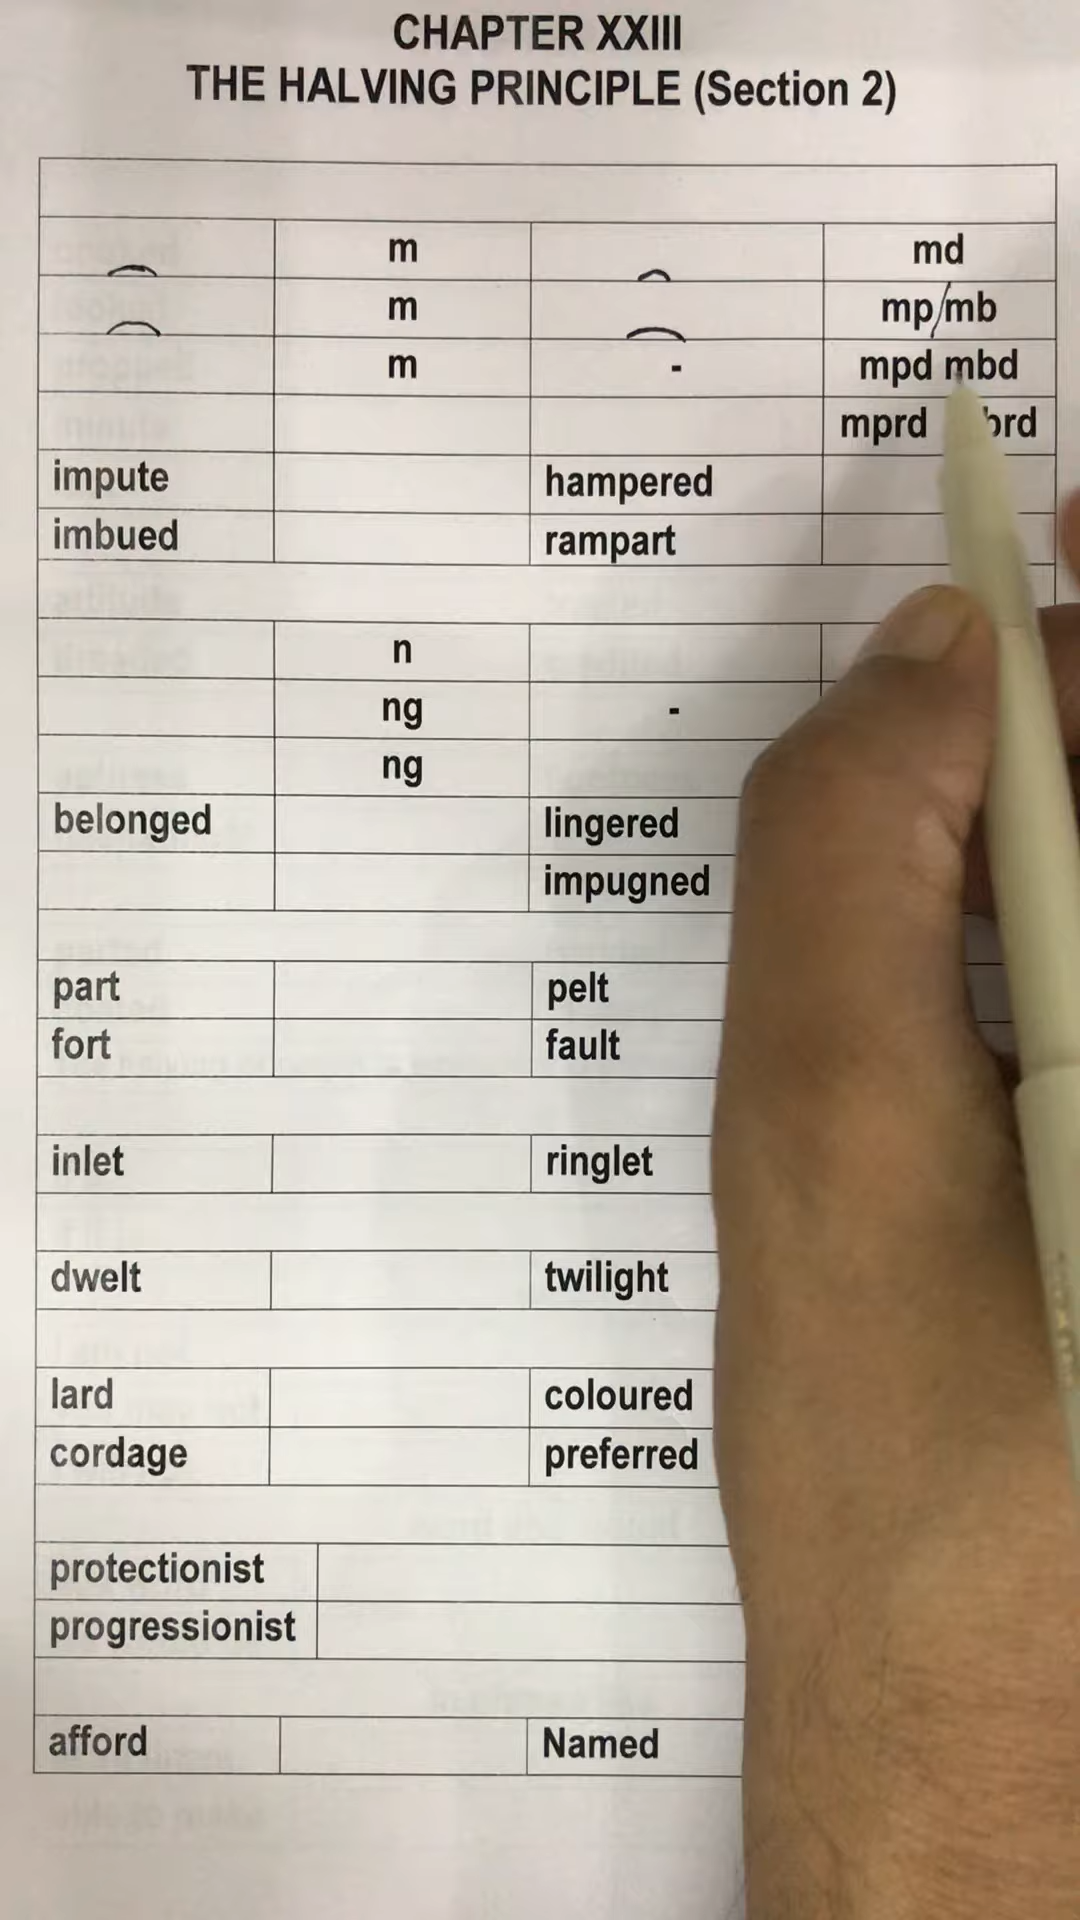 CHAPTER XXIII
THE HALVING PRINCIPLE (Section 2)
m md
m mp/mb
m - mpd mbd
mprd
impute hampered
imbued rampart
n
ng -
ng
belonged lingered
impugned
part pelt
fort fault
inlet ringlet
dwelt twilight
lard coloured
cordage preferred
protectionist
progressionist
afford Named